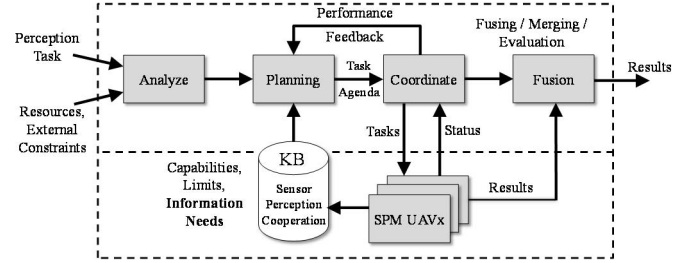 Performance
Feedback
Fusing / Merging /
Evaluation
Perception
Task
Analyze
Planning
Task
Agenda
Coordinate
Fusion
Results
Resources,
External
Constraints
Tasks
Status
Capabilities,
Limits,
Information
Needs
KB
Sensor
Perception
Cooperation
SPM UAVx
Results